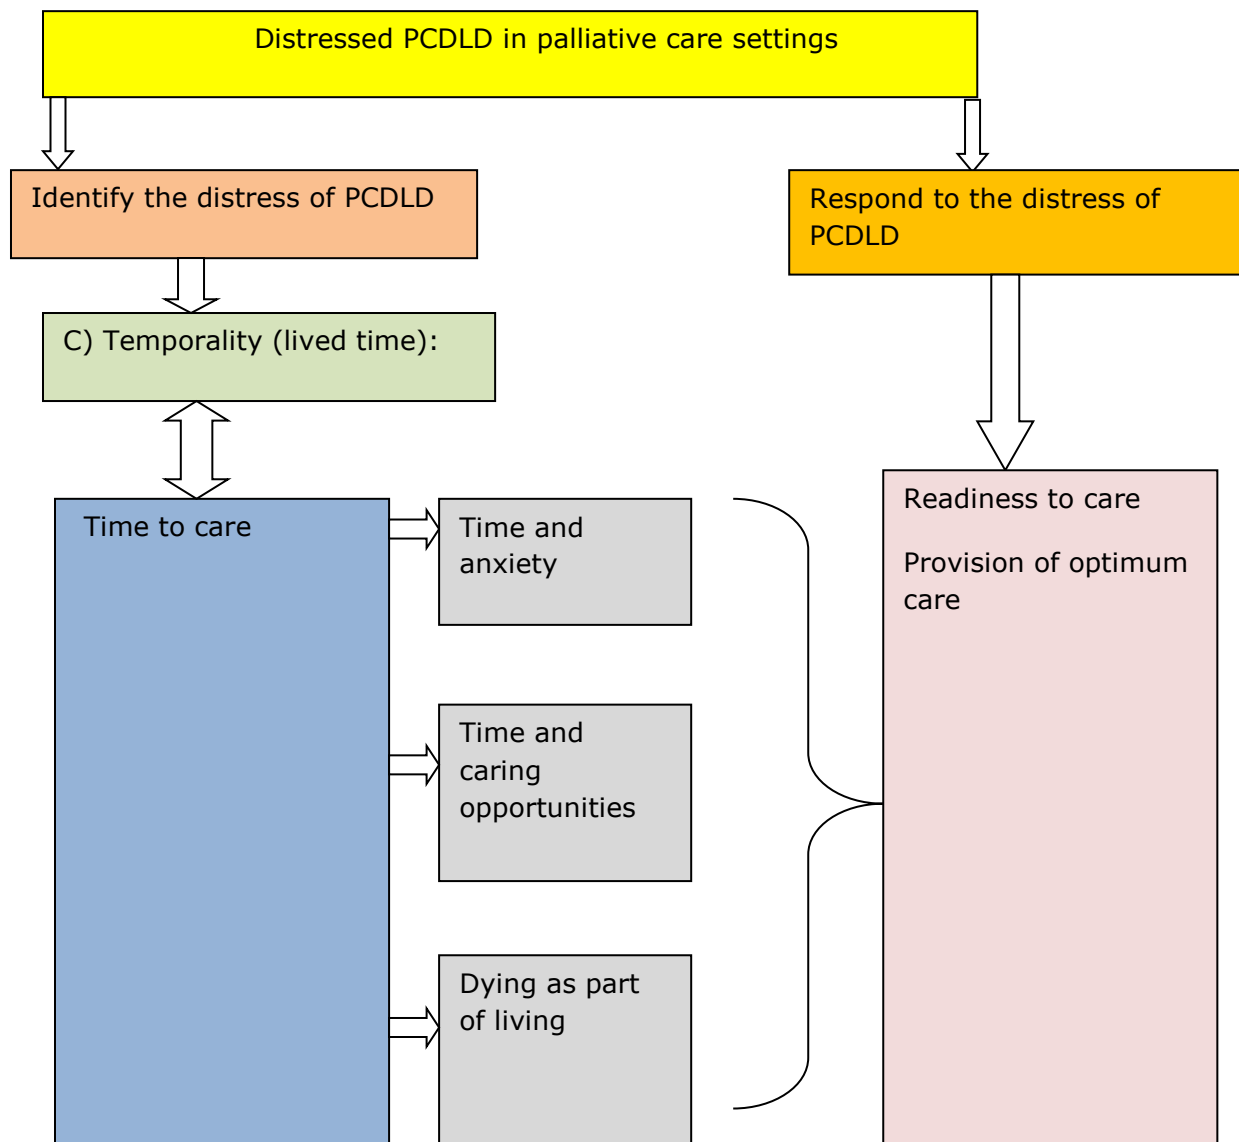 Distressed PCDLD in palliative care settings
Identify the distress of PCDLD
Respond to the distress of
PCDLD
C) Temporality (lived time):
Time to care
Time and
anxiety
Time and
caring
opportunities
Dying as part
of living
Readiness to care
Provision of optimum
care